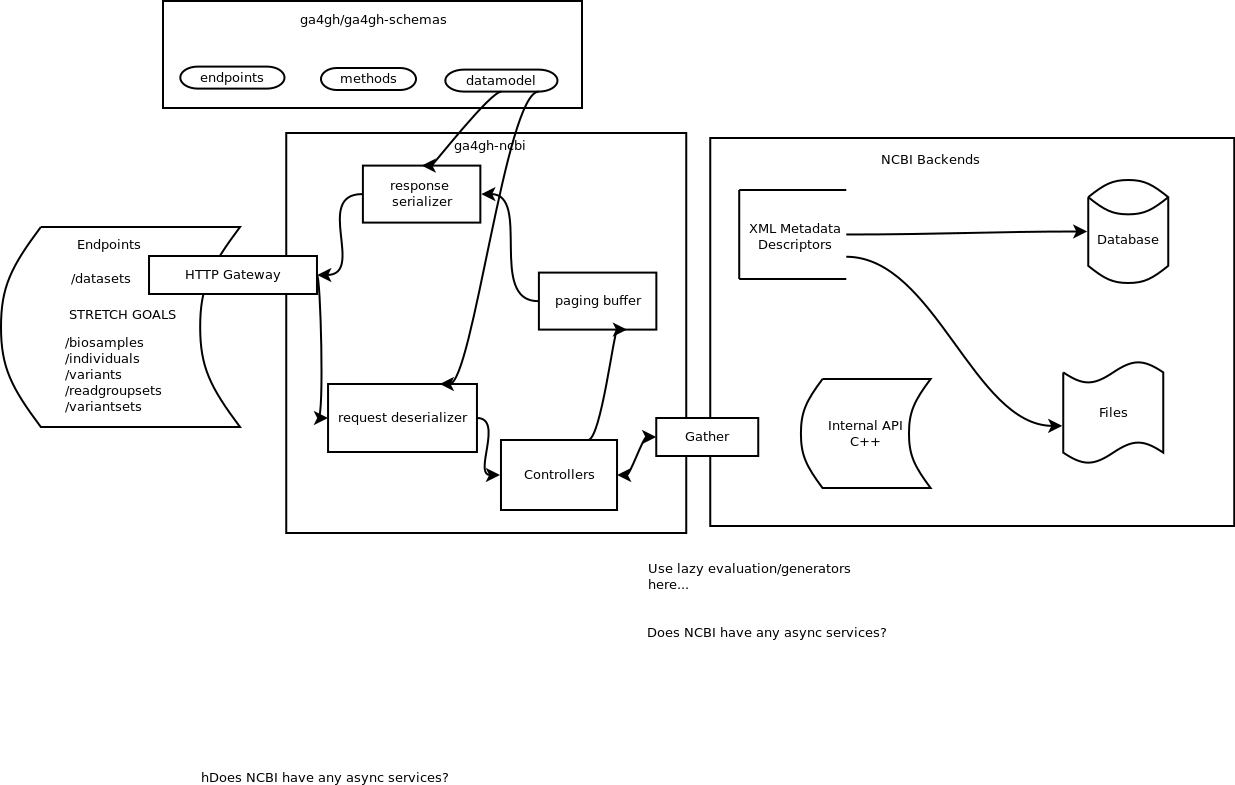 ga4gh/ga4gh-schemas
endpoints
methods
datamodel
ga4gh-ncbi
response
serializer
Endpoints
/datasets
HTTP Gateway
STRETCH GOALS
/biosamples
/individuals
/variants
/readgroupsets
/variantsets
paging buffer
request deserializer
Controllers
Gather
NCBI Backends
XML Metadata
Descriptors
Database
Internal API
C++
Files
Use lazy evaluation/generators
here...
Does NCBI have any async services?
hDoes NCBI have any async services?